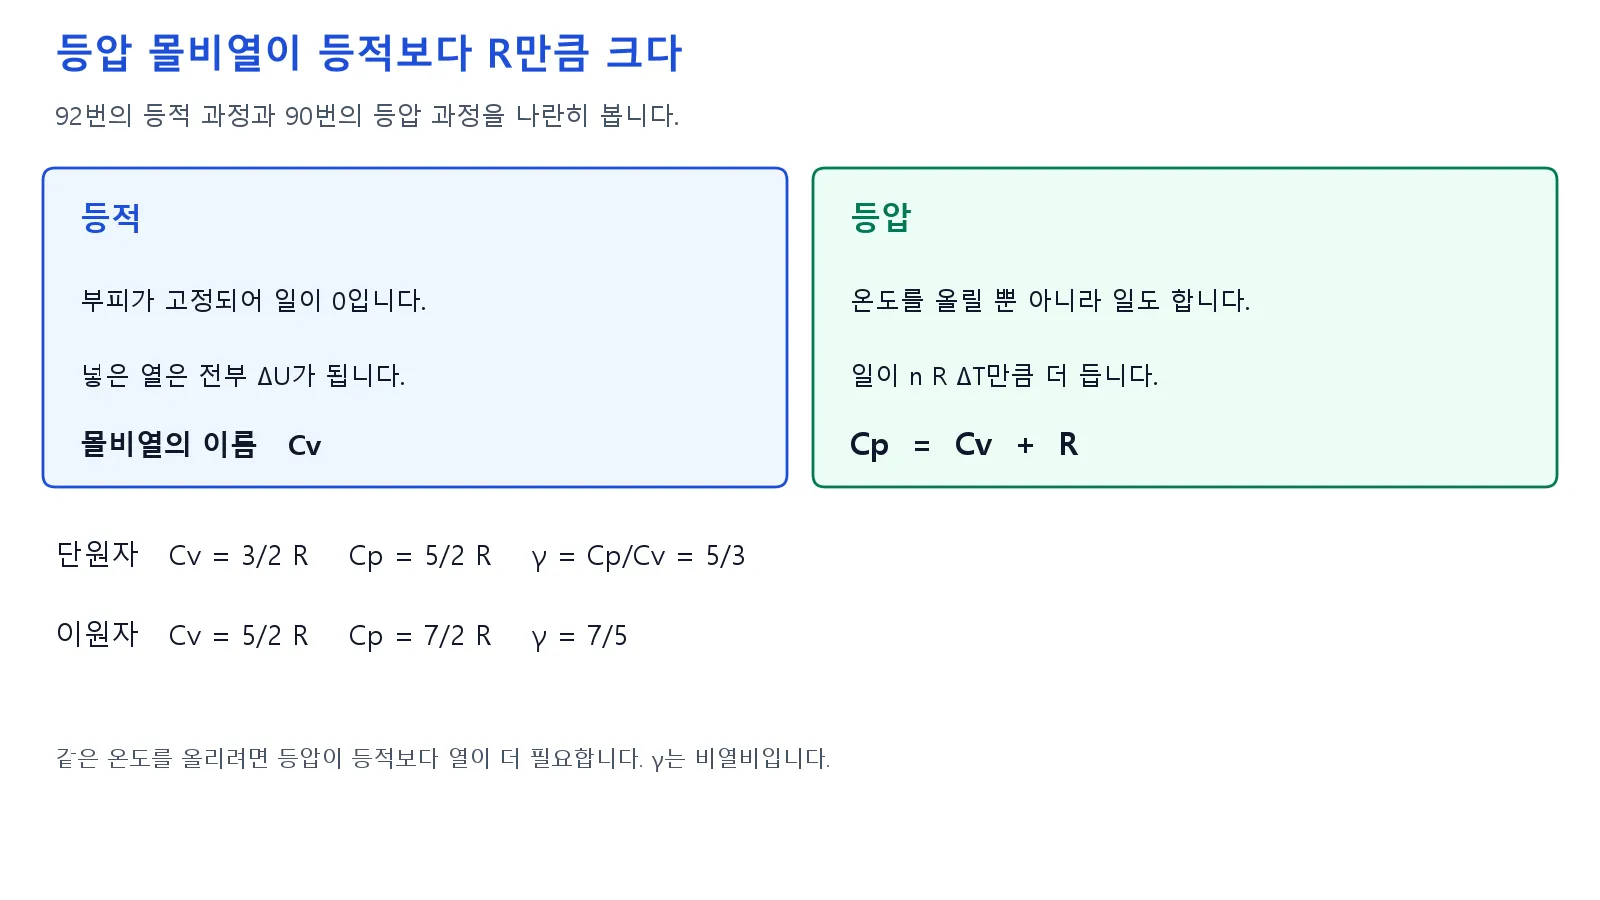 등압 몰비열이 등적보다 R만큼 크다
92번의 등적 과정과 90번의 등압 과정을 나란히 봅니다.
등적
부피가 고정되어 일이 0입니다.
넣은 열은 전부 ΔU가 됩니다.
몰비열의 이름 Cv
등압
온도를 올릴 뿐 아니라 일도 합니다.
일이 n R ΔT만큼 더 듭니다.
Cp = Cv + R
단원자 Cv = 3/2 R Cp = 5/2 R γ = Cp/Cv = 5/3
이원자 Cv = 5/2 R Cp = 7/2 R γ = 7/5
같은 온도를 올리려면 등압이 등적보다 열이 더 필요합니다. γ는 비열비입니다.